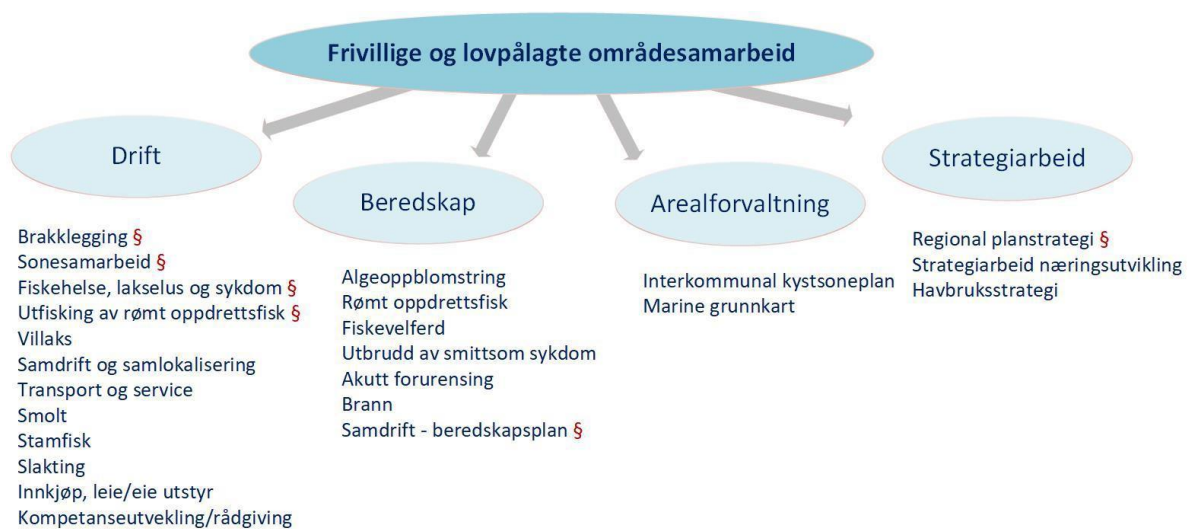 Frivillige og lovpålagte områdesamarbeid
Drift
Brakklegging §
Sonesamarbeid §
Fiskehelse, lakselus og sykdom §
Utfisking av rømt oppdrettsfisk §
Villaks
Samdrift og samlokalisering
Transport og service
Smolt
Stamfisk
Slakting
Innkjøp, leie/eie utstyr
Kompetanseutvekling/rådgiving
Beredskap
Algeoppblomstring
Rømt oppdrettsfisk
Fiskevelferd
Utbrudd av smittsom sykdom
Akutt forurensing
Brann
Samdrift - beredskapsplan §
Arealforvaltning
Interkommunal kystsoneplan
Marine grunnkart
Strategiarbeid
Regional planstrategi §
Strategiarbeid næringsutvikling
Havbruksstrategi